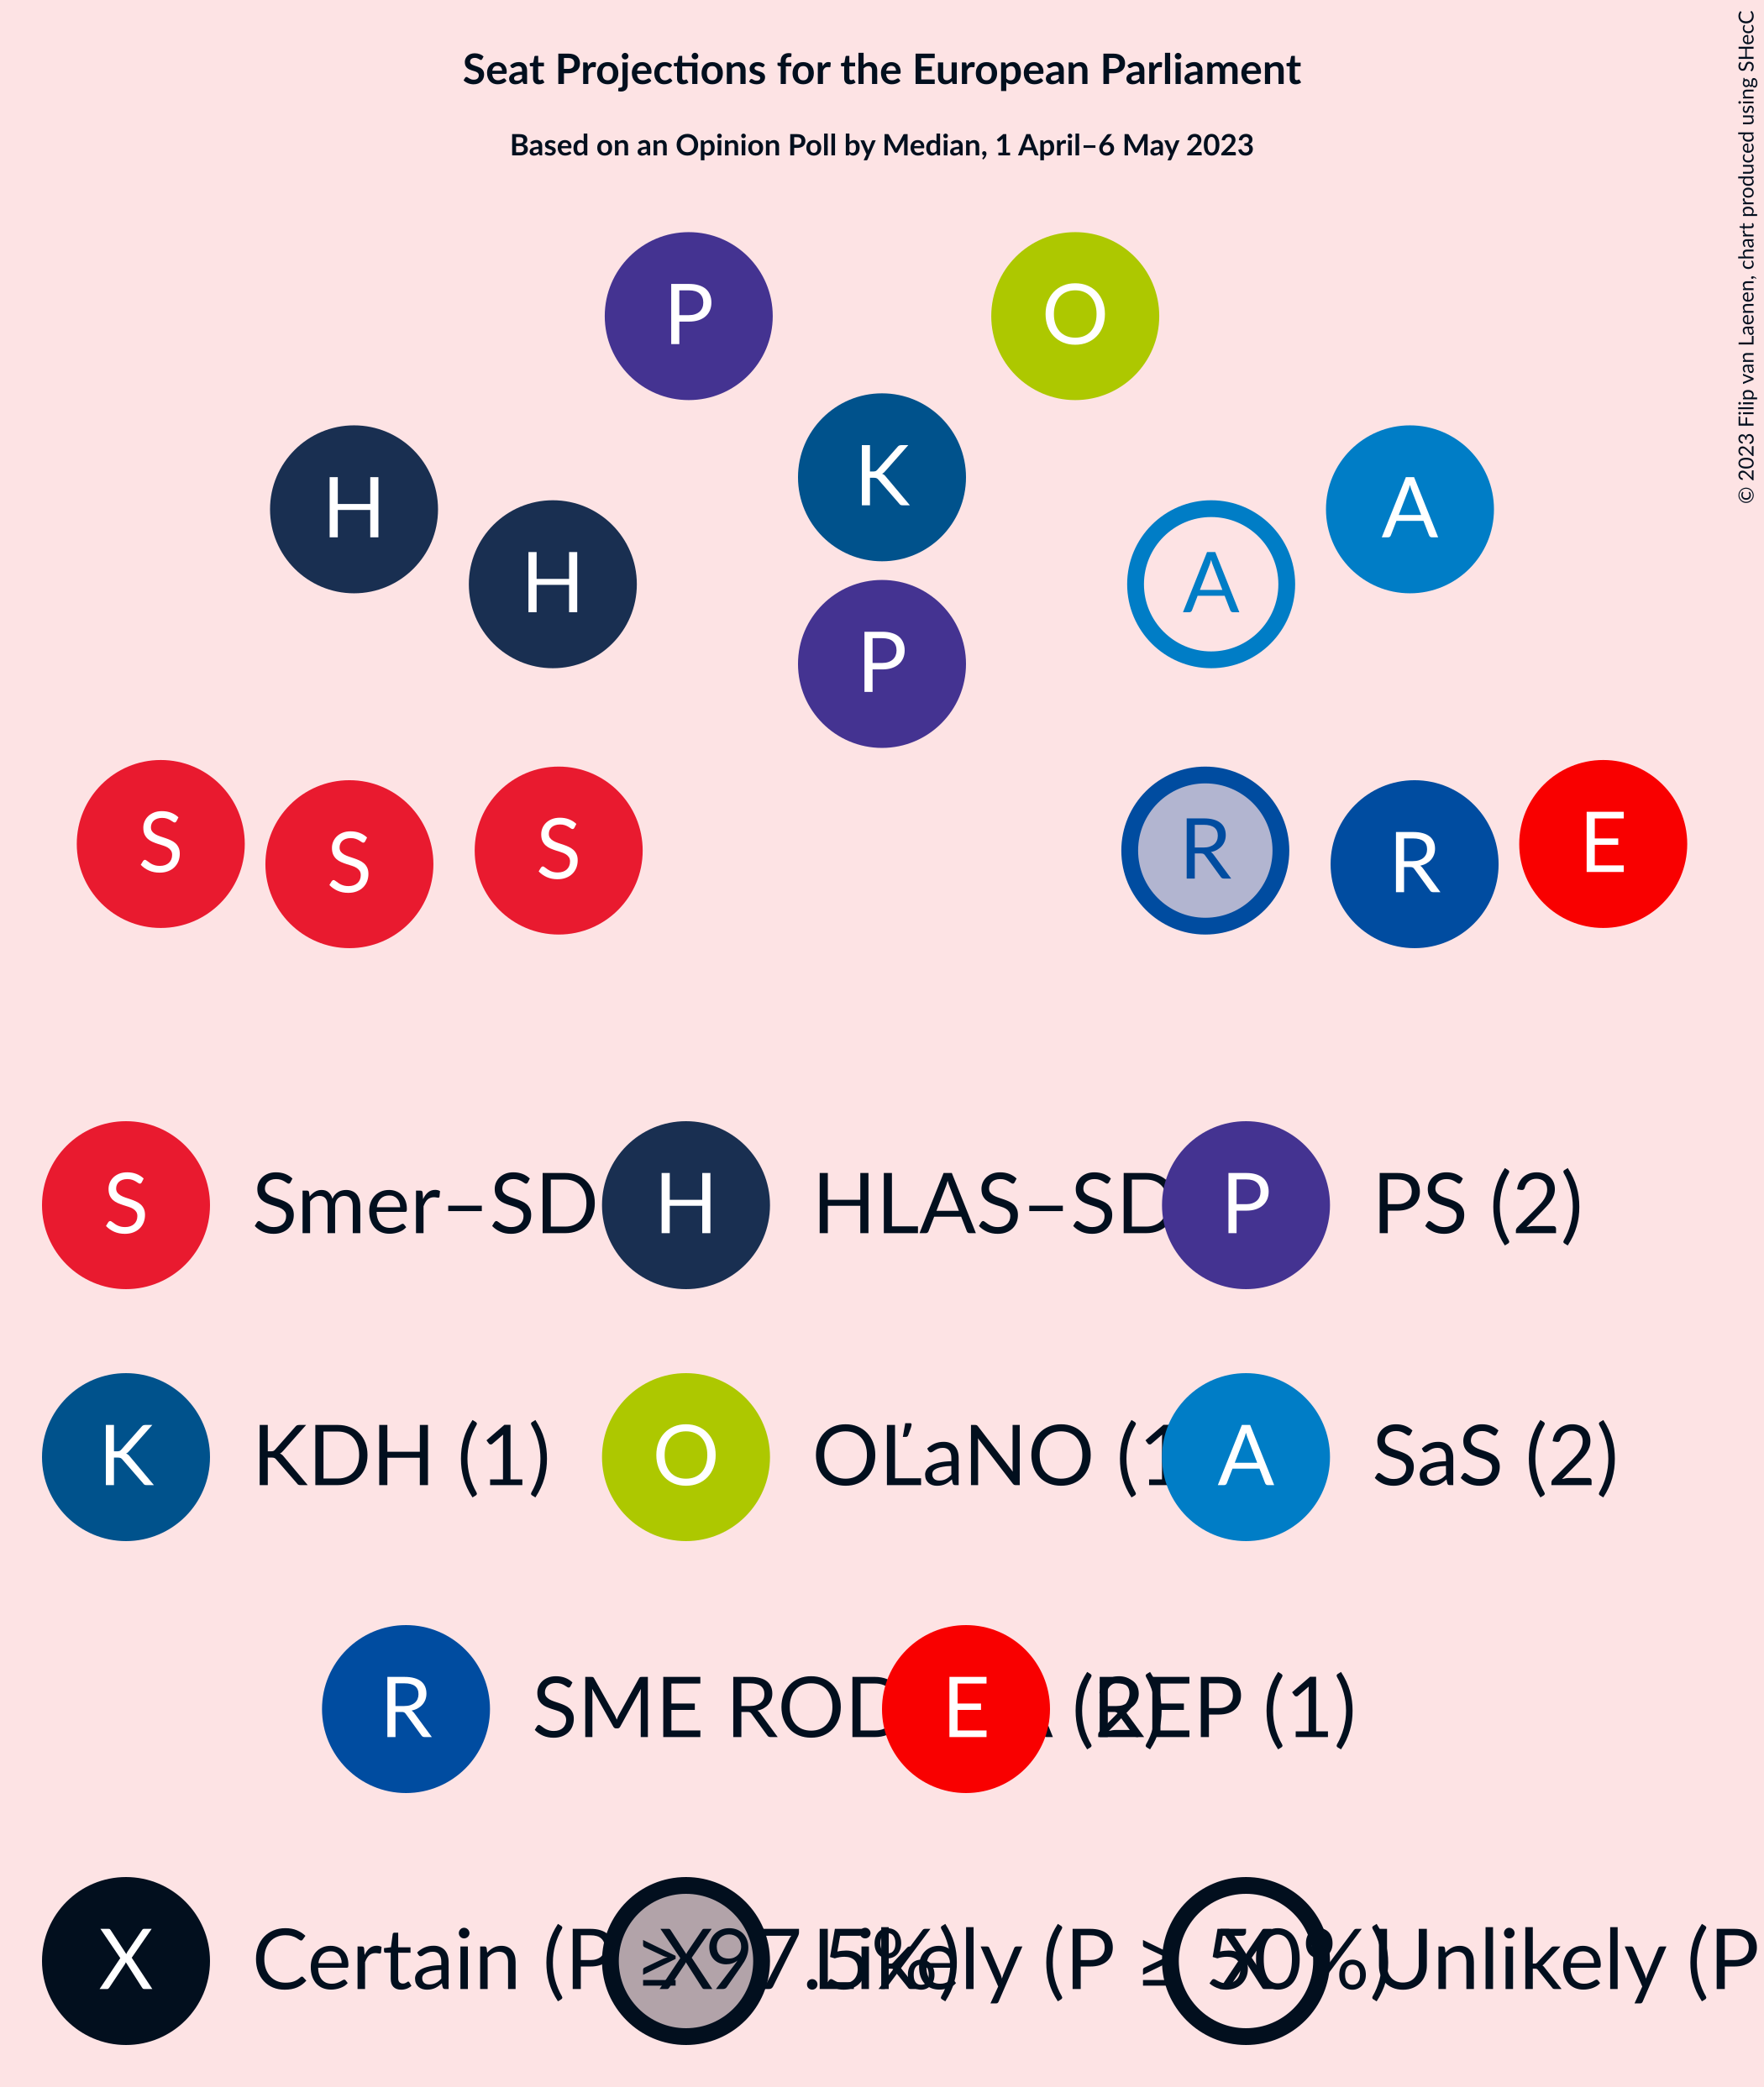 Seat Projections for the European Parliament
Based on an Opinion Poll by Median, 1 April–6 May 2023
© 2023 Filip van Laenen, chart produced using SHecC
P O
K
H A
H A
P
S S S R R E
S Smer–SD H HLAS–SD P PS (2)
K KDH (1) O OĽaNO (1 A SaS (2)
R SME E (2) REP (1)
X Certain (P ≥ 97.5%) X Likely (P ≥ 50%) X Unlikely (P